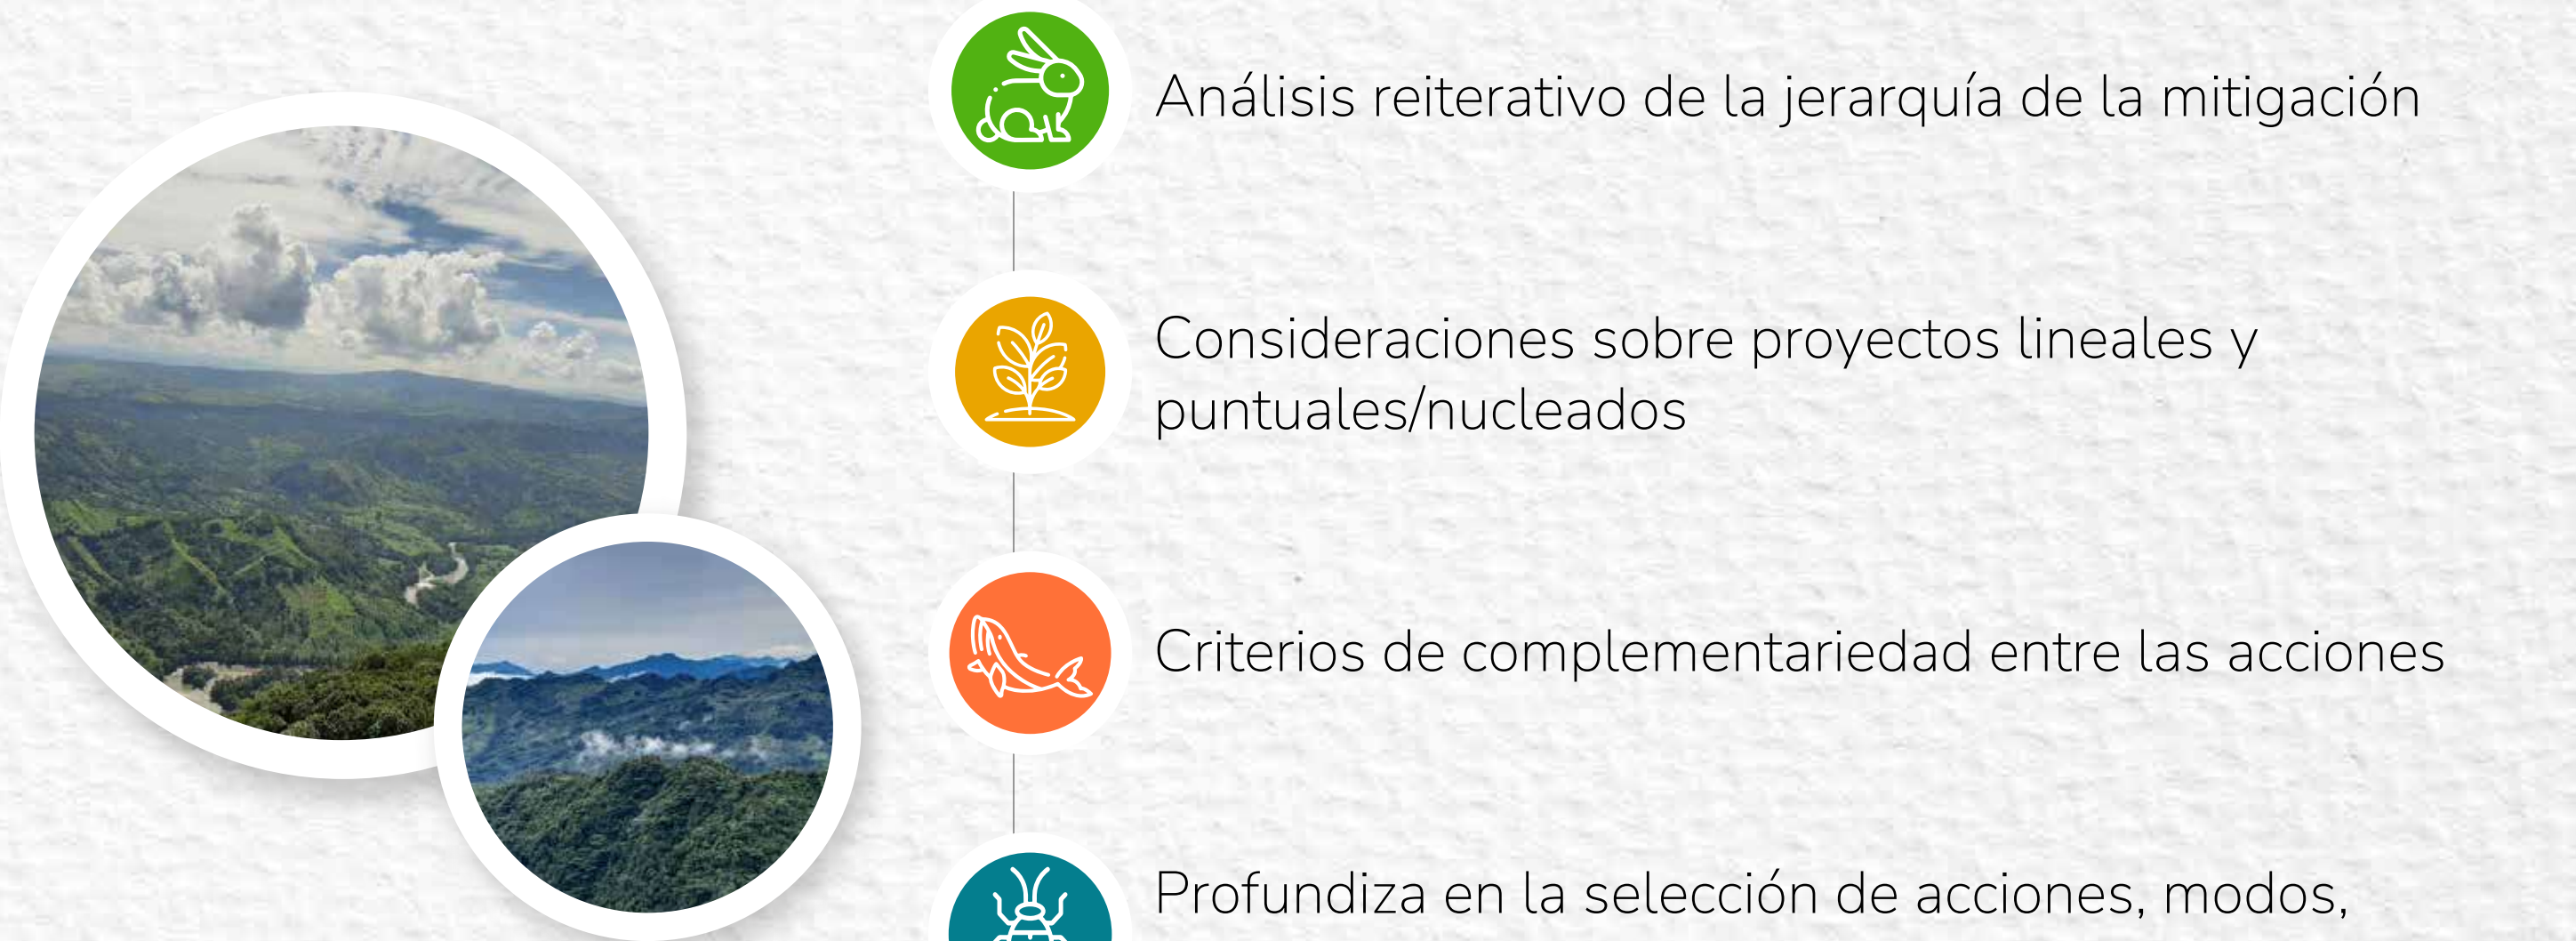 Análisis reiterativo de la jerarquía de la mitigación
Consideraciones sobre proyectos lineales y
puntuales/nucleados
Criterios de complementariedad entre las acciones
Profundiza en la selección de acciones, modos,